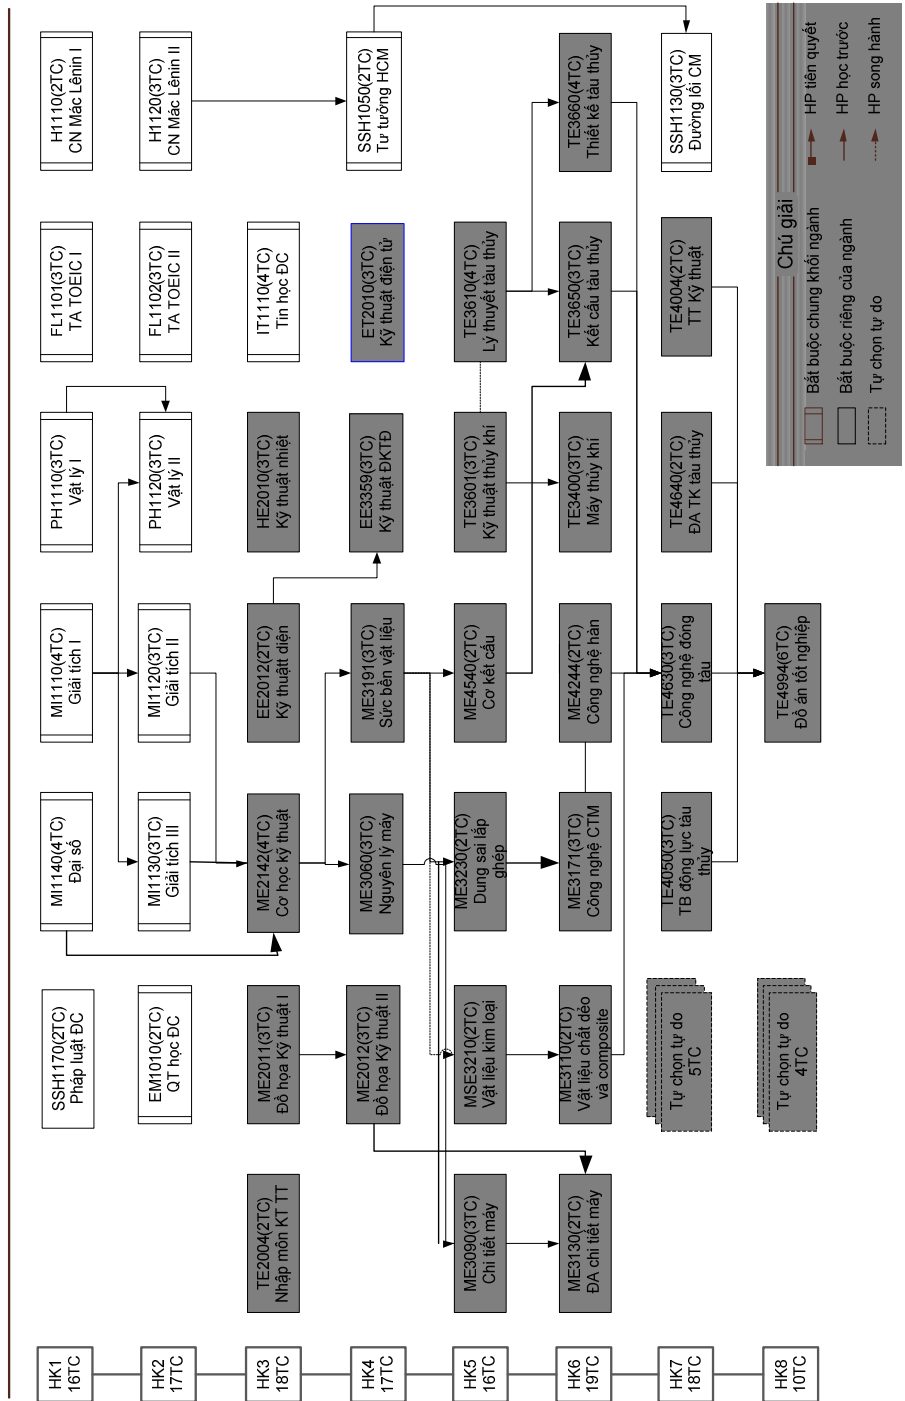 HK1
16TC
SSH1170(2TC)
Pháp luật ĐC
MI1140(4TC)
Đại số
MI1110(4TC)
Giải tích I
PH1110(3TC)
Vật lý I
FL1101(3TC)
TA TOEIC I
H1110(2TC)
CN Mác Lênin I
HK2
17TC
EM1010(2TC)
QT học ĐC
MI1130(3TC)
Giải tích III
MI1120(3TC)
Giải tích II
PH1120(3TC)
Vật lý II
FL1102(3TC)
TA TOEIC II
H1120(3TC)
CN Mác Lênin II
HK3
18TC
TE2004(2TC)
Nhập môn KT TT
ME2011(3TC)
Đồ họa Kỹ thuật I
ME2142(4TC)
Cơ học kỹ thuật
EE2012(2TC)
Kỹ thuật điện
HE2010(3TC)
Kỹ thuật nhiệt
IT1110(4TC)
Tin học ĐC
HK4
17TC
ME2012(3TC)
Đồ họa Kỹ thuật II
ME3060(3TC)
Nguyên lý máy
ME3191(3TC)
Sức bền vật liệu
EE3359(3TC)
Kỹ thuật ĐKTĐ
ET2010(3TC)
Kỹ thuật điện tử
SSH1050(2TC)
Tư tưởng HCM
HK5
16TC
ME3090(3TC)
Chi tiết máy
MSE3210(2TC)
Vật liệu kim loại
ME3230(2TC)
Dung sai lắp
ghép
ME4540(2TC)
Cơ kết cấu
TE3601(3TC)
Kỹ thuật thủy khí
TE3610(4TC)
Lý thuyết tàu thủy
HK6
19TC
ME3130(2TC)
ĐA chi tiết máy
ME3110(2TC)
Vật liệu chất dẻo
và composite
ME3171(3TC)
Công nghệ CTM
ME4244(2TC)
Công nghệ hàn
TE3400(3TC)
Máy thủy khí
TE3650(3TC)
Kết cấu tàu thủy
TE3660(4TC)
Thiết kế tàu thủy
HK7
18TC
Tự chọn tự do
5TC
TE4050(3TC)
TB động lực tàu
thủy
TE4630(3TC)
Công nghệ đóng
tàu
TE4640(2TC)
ĐA TK tàu thủy
TE4004(2TC)
TT Kỹ thuật
SSH1130(3TC)
Đường lối CM
HK8
10TC
Tự chọn tự do
4TC
TE4994(6TC)
Đồ án tốt nghiệp
Chú giải
Bắt buộc chung khối ngành
HP tiên quyết
Bắt buộc riêng của ngành
HP học trước
Tự chọn tự do
HP song hành